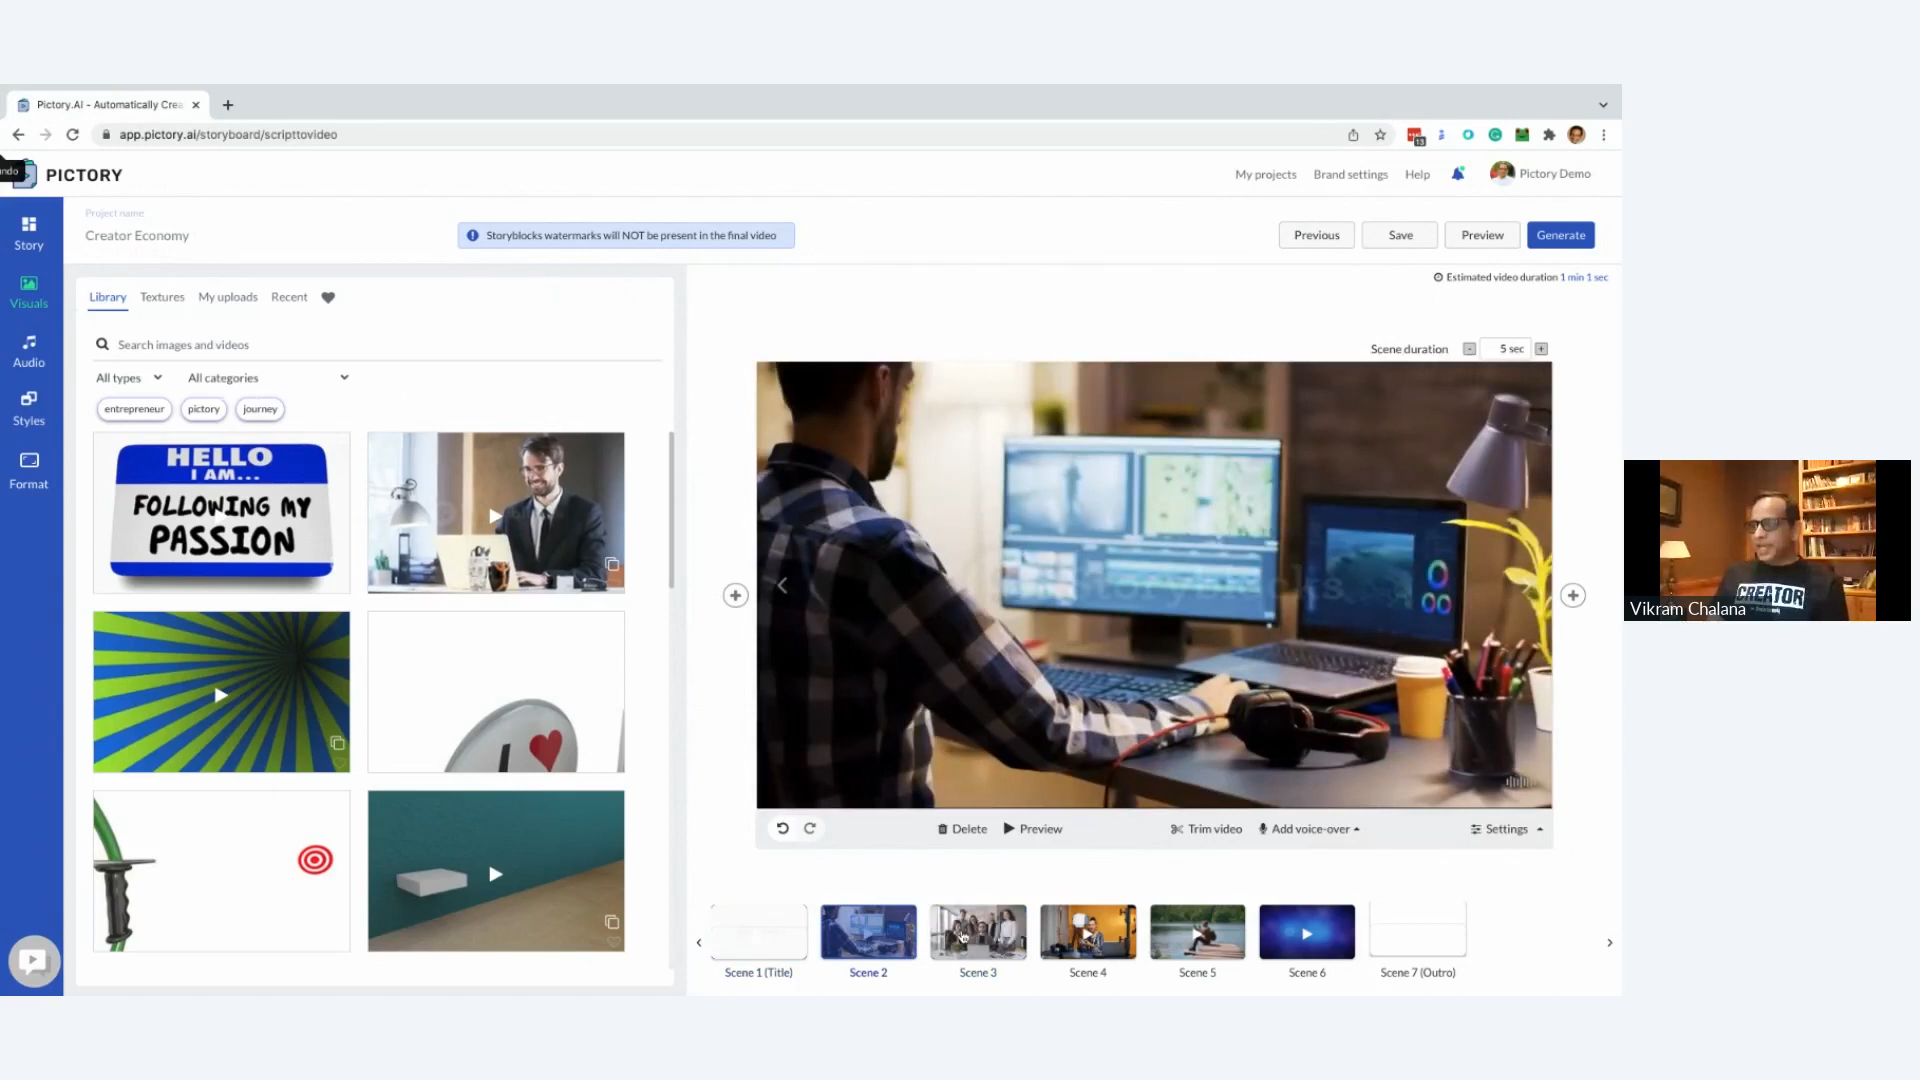 Pictory.AI - Automatically Crea
app.pictory.ai/storyboard/scripttovideo
13
ndo
PICTORY
My projects
Brand settings
Help
Pictory Demo
Story
Visuals
Audio
Styles
Format
Project name
Creator Economy
Storyblocks watermarks will NOT be present in the final video
Previous
Save
Preview
Generate
Estimated video duration 1 min 1 sec
Library
Textures
My uploads
Recent
Search images and videos
All types
All categories
entrepreneur
pictory
journey
HELLO
I AM...
FOLLOWING MY
PASSION
I
Scene duration
- 5 sec +
Storyblocks
Delete
Preview
Trim video
Add voice-over
Settings
Scene 1 (Title)
Scene 2
Scene 3
Scene 4
Scene 5
Scene 6
Scene 7 (Outro)
CREATOR
Vikram Chalana